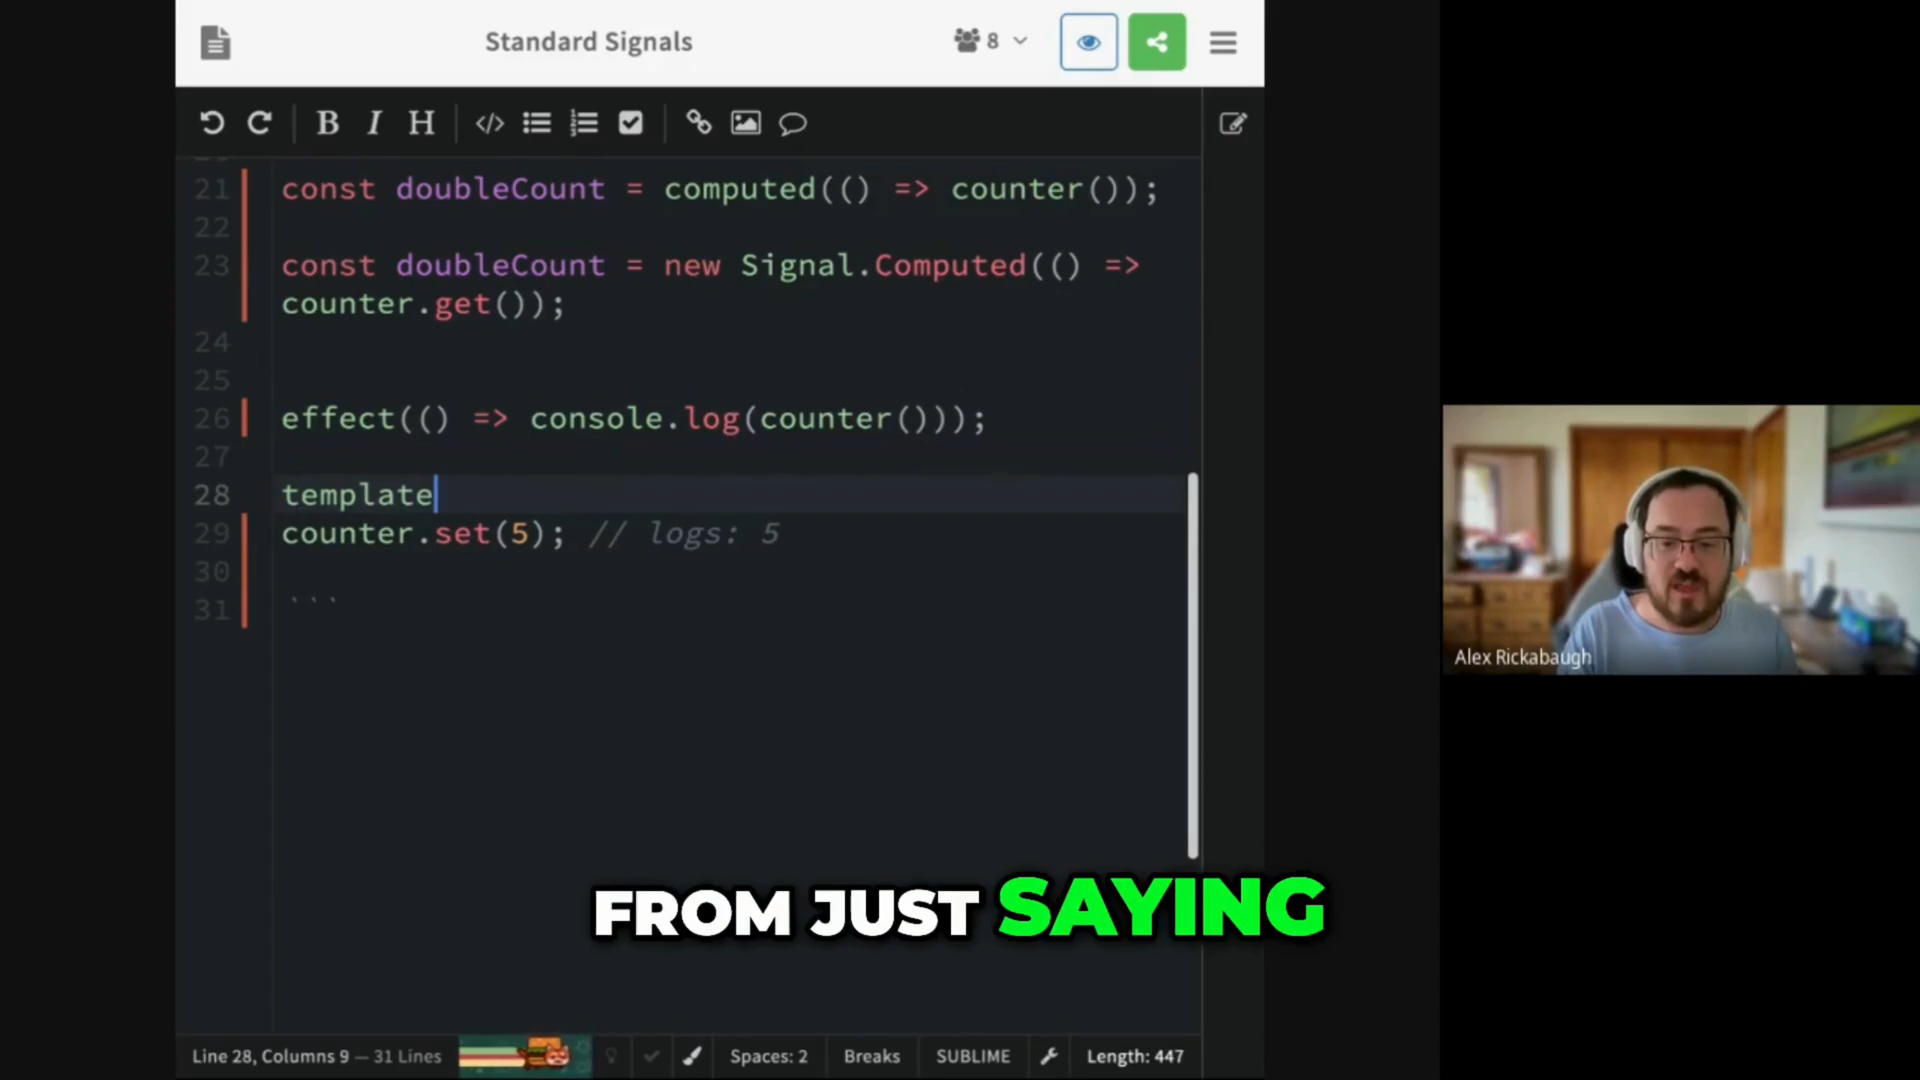 Standard Signals
8
B I H </>
21 const doubleCount = computed(() => counter());
22
23 const doubleCount = new Signal.Computed(() =>
counter.get());
24
25
26 effect(() => console.log(counter()));
27
28 template
29 counter.set(5); // logs: 5
30
31 ```
Alex Rickabaugh
FROM JUST SAYING
Line 28, Columns 9 — 31 Lines
Spaces: 2
Breaks
SUBLIME
Length: 447